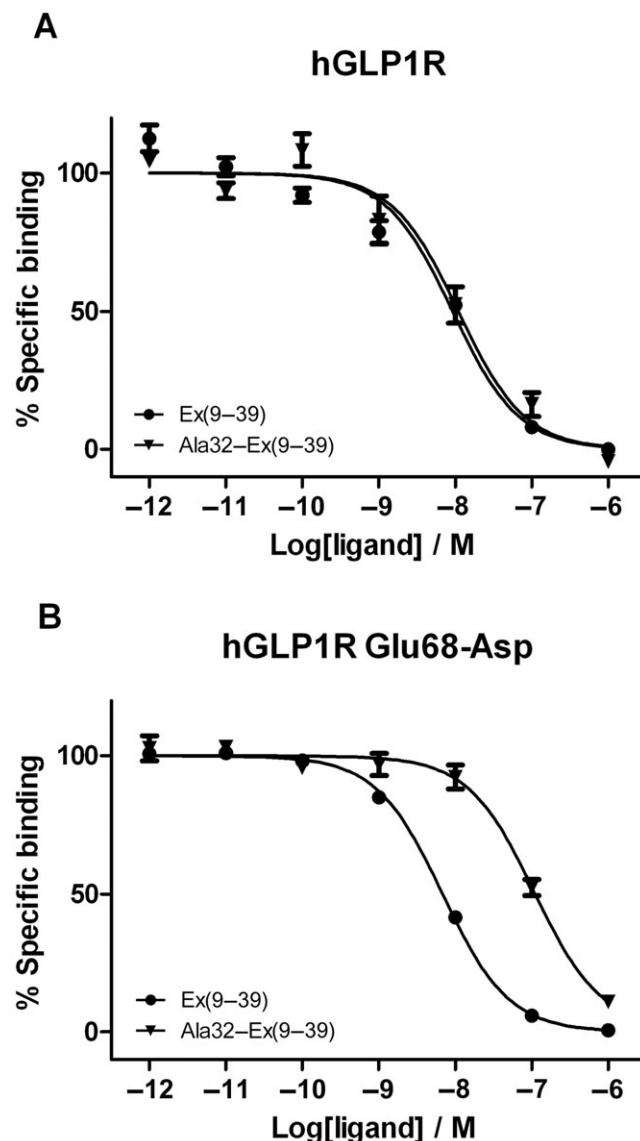 A
hGLP1R
% Specific binding
100
50
0
Ex(9–39)
Ala32–Ex(9–39)
–12 –11 –10 –9 –8 –7 –6
Log[ligand] / M
B
hGLP1R Glu68-Asp
% Specific binding
100
50
0
Ex(9–39)
Ala32–Ex(9–39)
–12 –11 –10 –9 –8 –7 –6
Log[ligand] / M